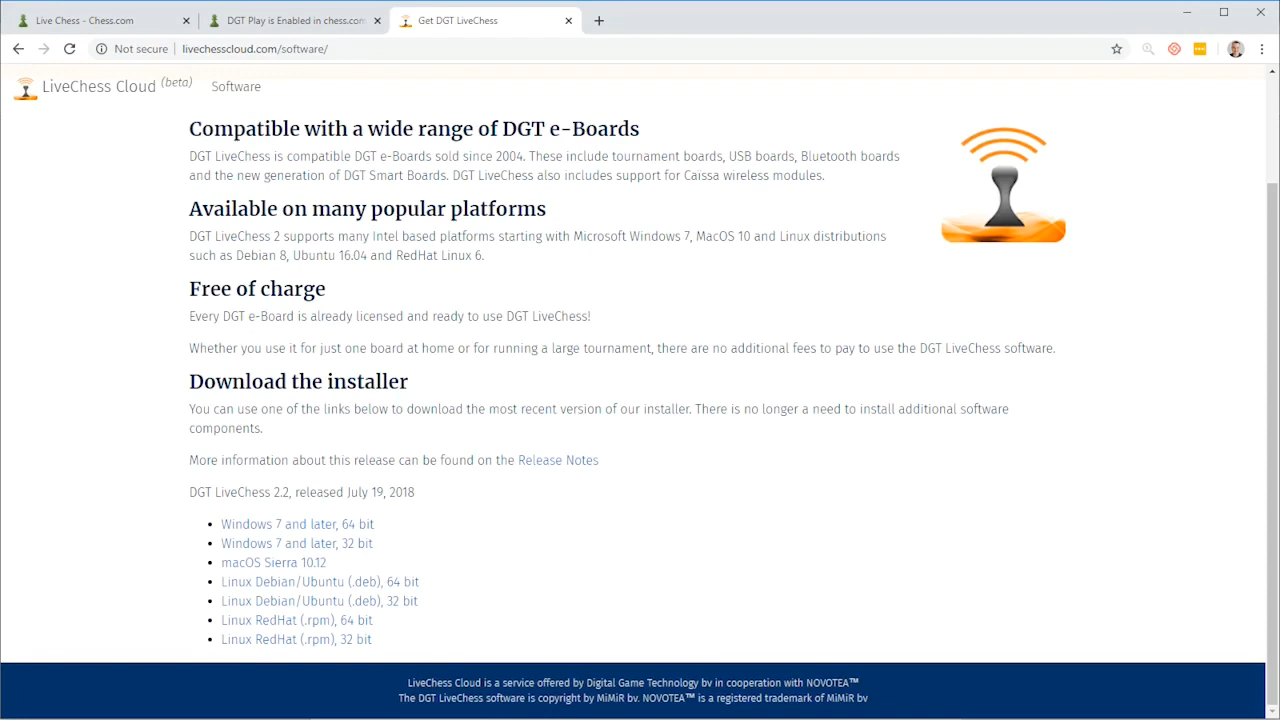 Live Chess - Chess.com
DGT Play is Enabled in chess.com
Get DGT LiveChess
Not secure
livechesscloud.com/software/
LiveChess Cloud (beta)
Software
Compatible with a wide range of DGT e-Boards
DGT LiveChess is compatible DGT e-Boards sold since 2004. These include tournament boards, USB boards, Bluetooth boards
and the new generation of DGT Smart Boards. DGT LiveChess also includes support for Caissa wireless modules.
Available on many popular platforms
DGT LiveChess 2 supports many Intel based platforms starting with Microsoft Windows 7, MacOS 10 and Linux distributions
such as Debian 8, Ubuntu 16.04 and RedHat Linux 6.
Free of charge
Every DGT e-Board is already licensed and ready to use DGT LiveChess!
Whether you use it for just one board at home or for running a large tournament, there are no additional fees to pay to use the DGT LiveChess software.
Download the installer
You can use one of the links below to download the most recent version of our installer. There is no longer a need to install additional software
components.
More information about this release can be found on the Release Notes
DGT LiveChess 2.2, released July 19, 2018
• Windows 7 and later, 64 bit
• Windows 7 and later, 32 bit
• macOS Sierra 10.12
• Linux Debian/Ubuntu (.deb), 64 bit
• Linux Debian/Ubuntu (.deb), 32 bit
• Linux RedHat (.rpm), 64 bit
• Linux RedHat (.rpm), 32 bit
LiveChess Cloud is a service offered by Digital Game Technology bv in cooperation with NOVOTEA™
The DGT LiveChess software is copyright by MiMiR bv. NOVOTEA™ is a registered trademark of MiMiR bv